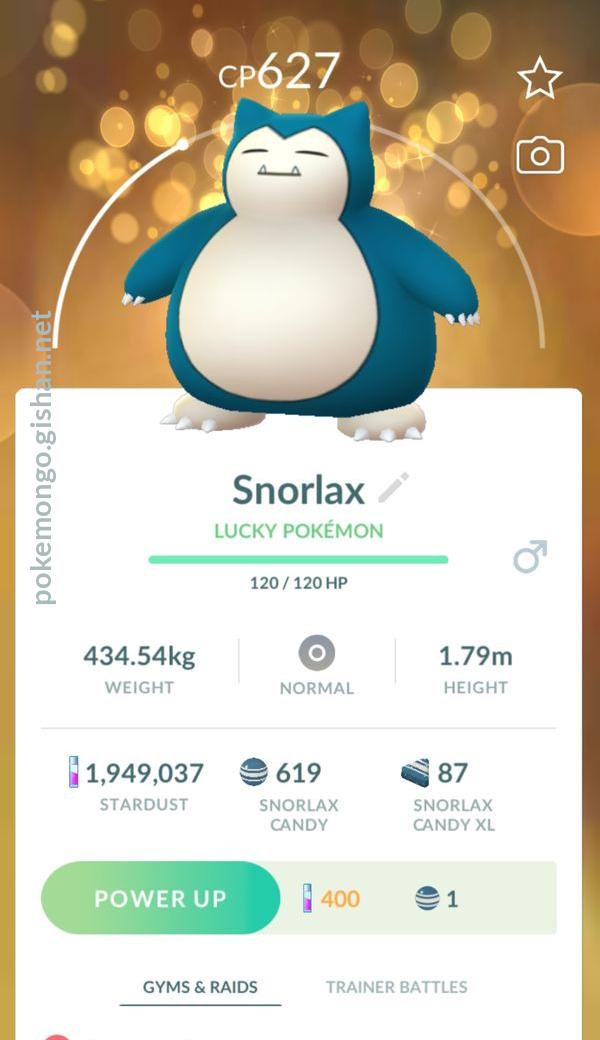 CP627
pokemongo.gishan.net
Snorlax
LUCKY POKÉMON
120 / 120 HP
434.54kg
WEIGHT
NORMAL
1.79m
HEIGHT
1,949,037
STARDUST
619
SNORLAX
CANDY
87
SNORLAX
CANDY XL
POWER UP 400 1
GYMS & RAIDS TRAINER BATTLES